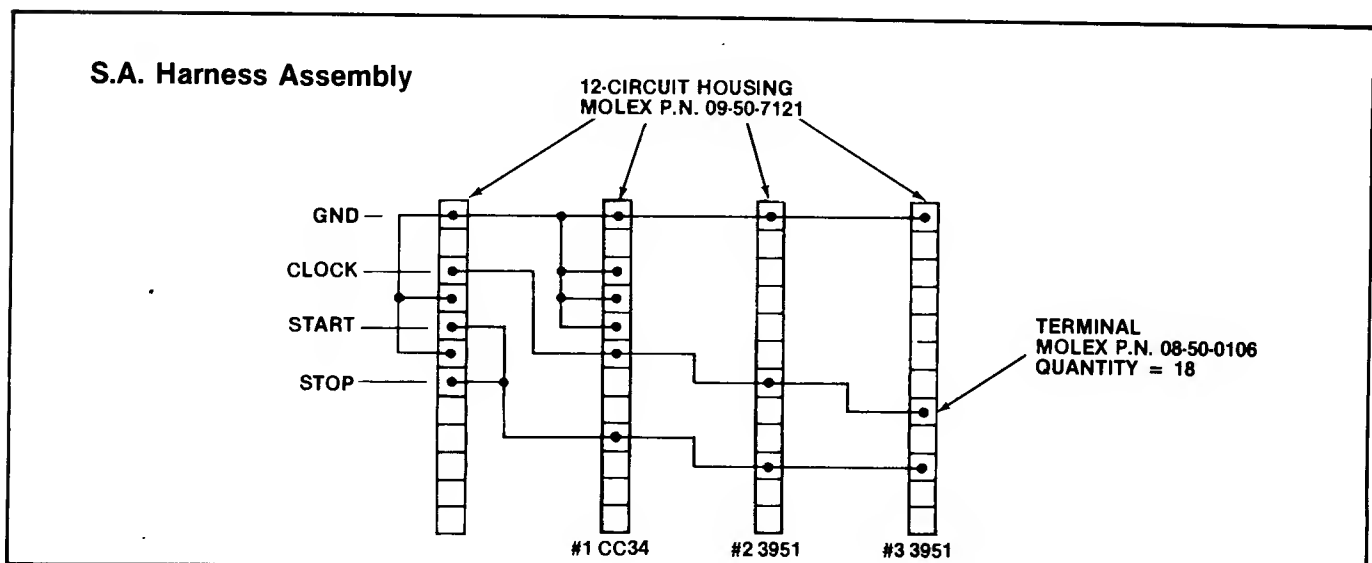 S.A. Harness Assembly
12-CIRCUIT HOUSING
MOLEX P.N. 09-50-7121
GND
CLOCK
START
STOP
TERMINAL
MOLEX P.N. 08-50-0106
QUANTITY = 18
#1 CC34
#2 3951
#3 3951